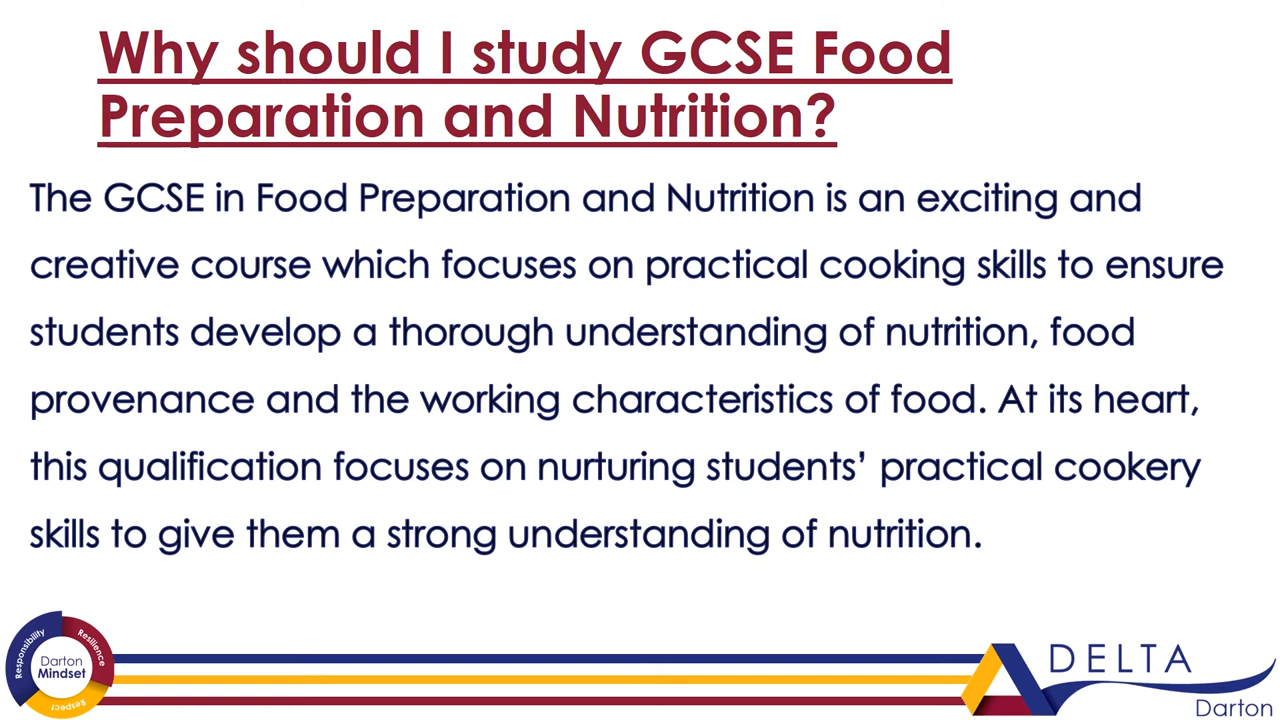 Why should I study GCSE Food
Preparation and Nutrition?
The GCSE in Food Preparation and Nutrition is an exciting and
creative course which focuses on practical cooking skills to ensure
students develop a thorough understanding of nutrition, food
provenance and the working characteristics of food. At its heart,
this qualification focuses on nurturing students’ practical cookery
skills to give them a strong understanding of nutrition.
Responsibility
Resilience
Darton
Mindset
Respect
DELTA
Darton